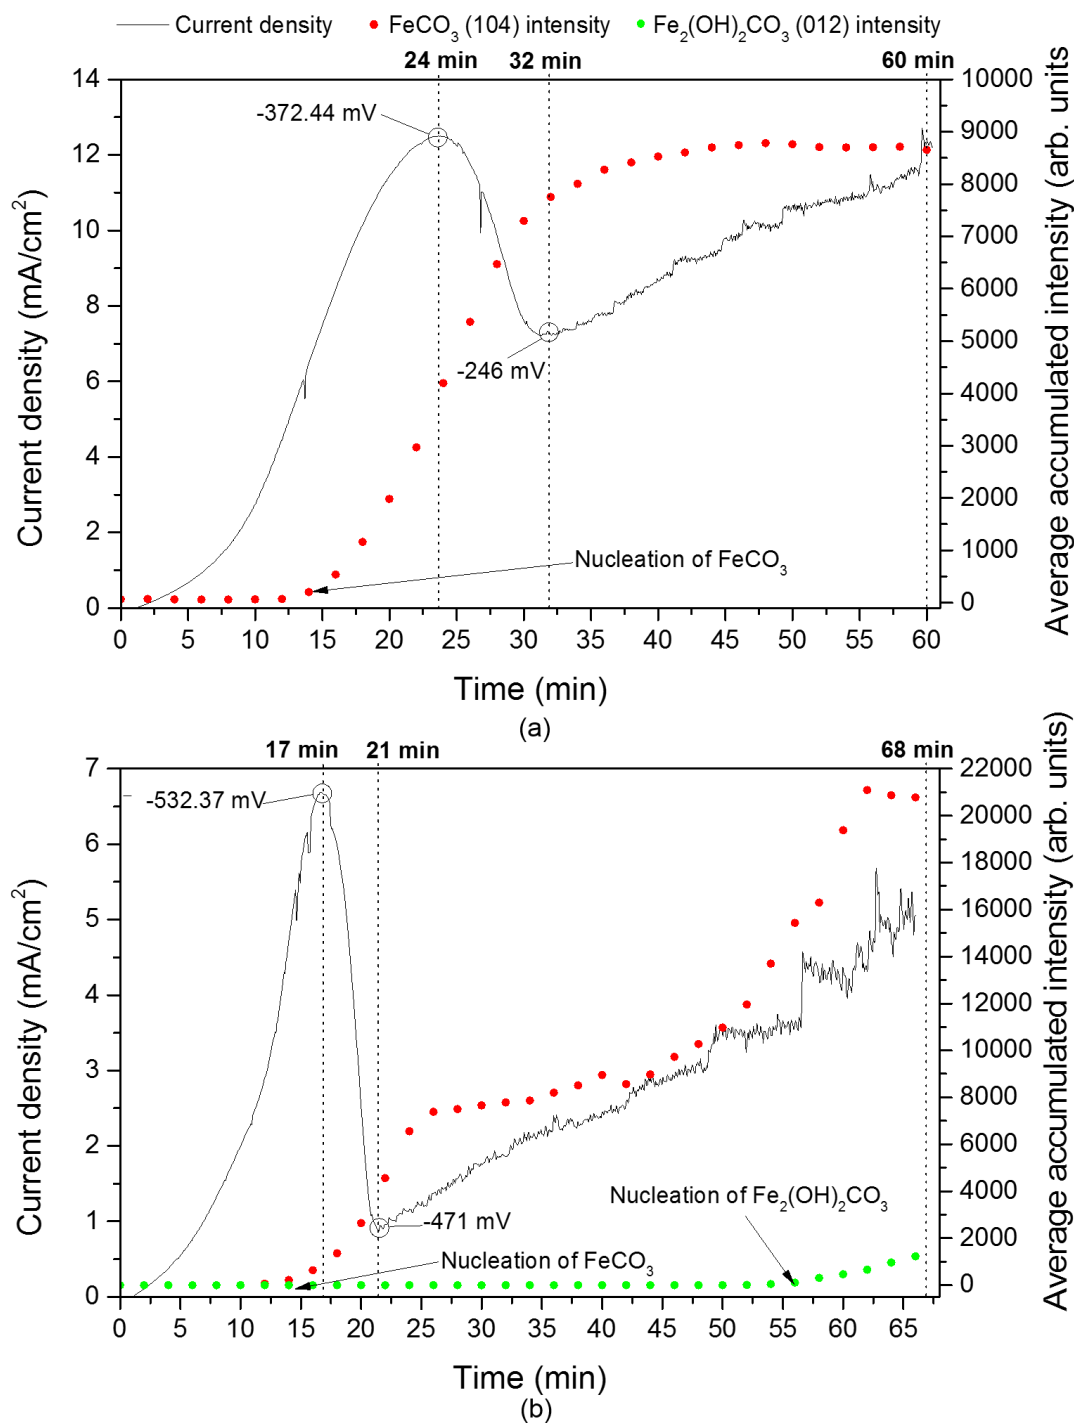 Current density FeCO3 (104) intensity Fe2(OH)2CO3 (012) intensity
24 min 32 min 60 min
14 12 10 8 6 4 2 0
Current density (mA/cm2)
-372.44 mV
-246 mV
Nucleation of FeCO3
10000 9000 8000 7000 6000 5000 4000 3000 2000 1000 0
Average accumulated intensity (arb. units)
0 5 10 15 20 25 30 35 40 45 50 55 60
Time (min)
(a)
17 min 21 min 68 min
7 6 5 4 3 2 1 0
Current density (mA/cm2)
-532.37 mV
-471 mV
Nucleation of Fe2(OH)2CO3
Nucleation of FeCO3
22000 20000 18000 16000 14000 12000 10000 8000 6000 4000 2000 0
Average accumulated intensity (arb. units)
0 5 10 15 20 25 30 35 40 45 50 55 60 65
Time (min)
(b)